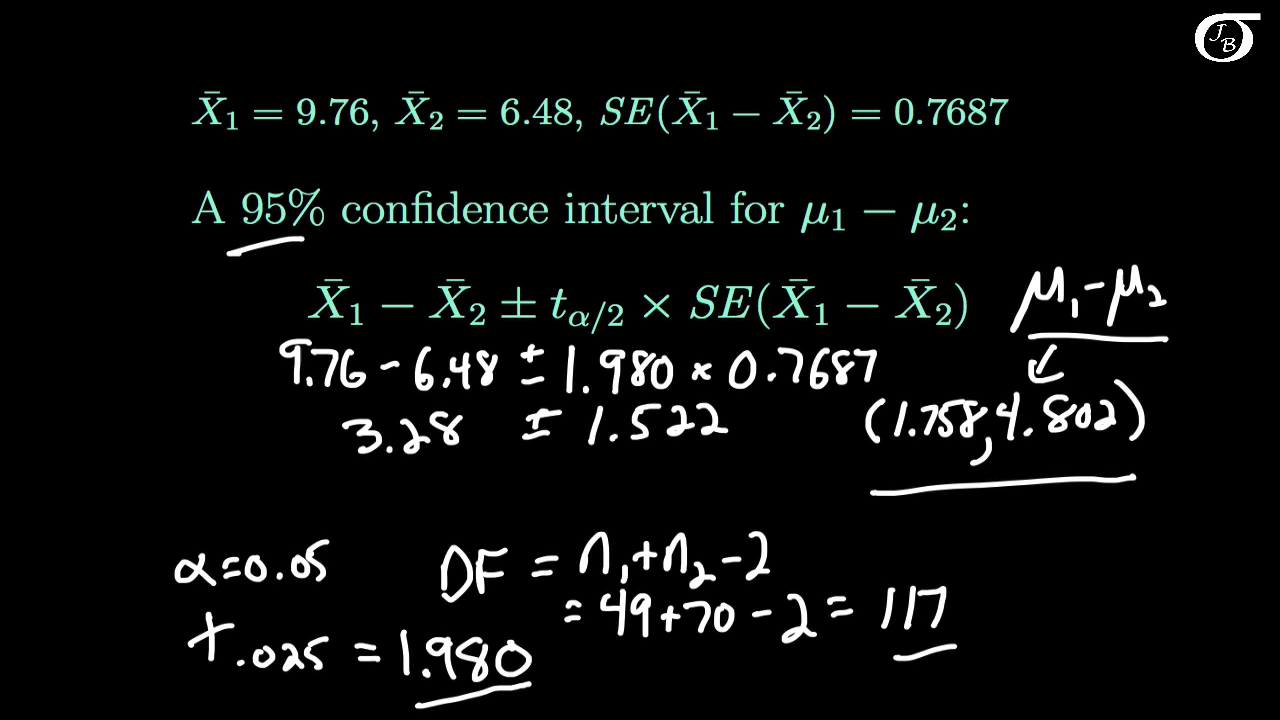 JB
X̄₁ = 9.76, X̄₂ = 6.48, SE(X̄₁ − X̄₂) = 0.7687
A 95% confidence interval for μ₁ − μ₂:
X̄₁ − X̄₂ ± t_α/2 × SE(X̄₁ − X̄₂)
μ₁ - μ₂
9.76 - 6.48 ± 1.980 × 0.7687
3.28 ± 1.522
(1.758, 4.802)
α = 0.05
t.025 = 1.980
DF = n₁ + n₂ - 2
= 49 + 70 - 2 = 117